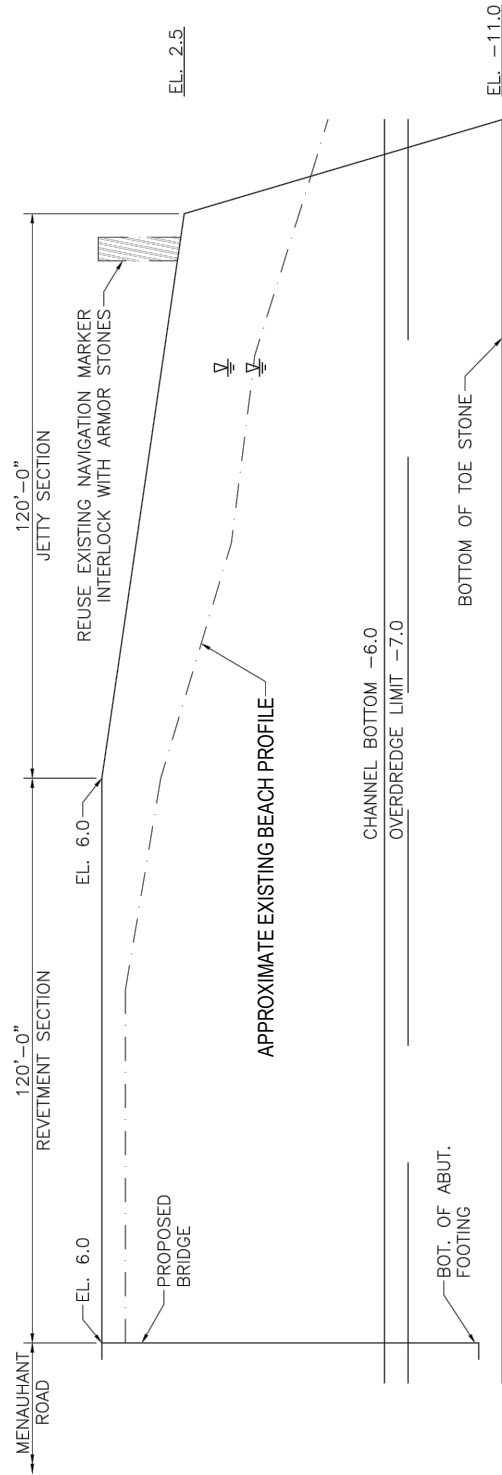 MENAUHANT
ROAD
120'-0"
REVETMENT SECTION
120'-0"
JETTY SECTION
EL. 6.0
EL. 6.0
REUSE EXISTING NAVIGATION MARKER
INTERLOCK WITH ARMOR STONES
EL. 2.5
PROPOSED
BRIDGE
APPROXIMATE EXISTING BEACH PROFILE
CHANNEL BOTTOM -6.0
OVERDREDGE LIMIT -7.0
BOT. OF ABUT.
FOOTING
BOTTOM OF TOE STONE
EL. -11.0